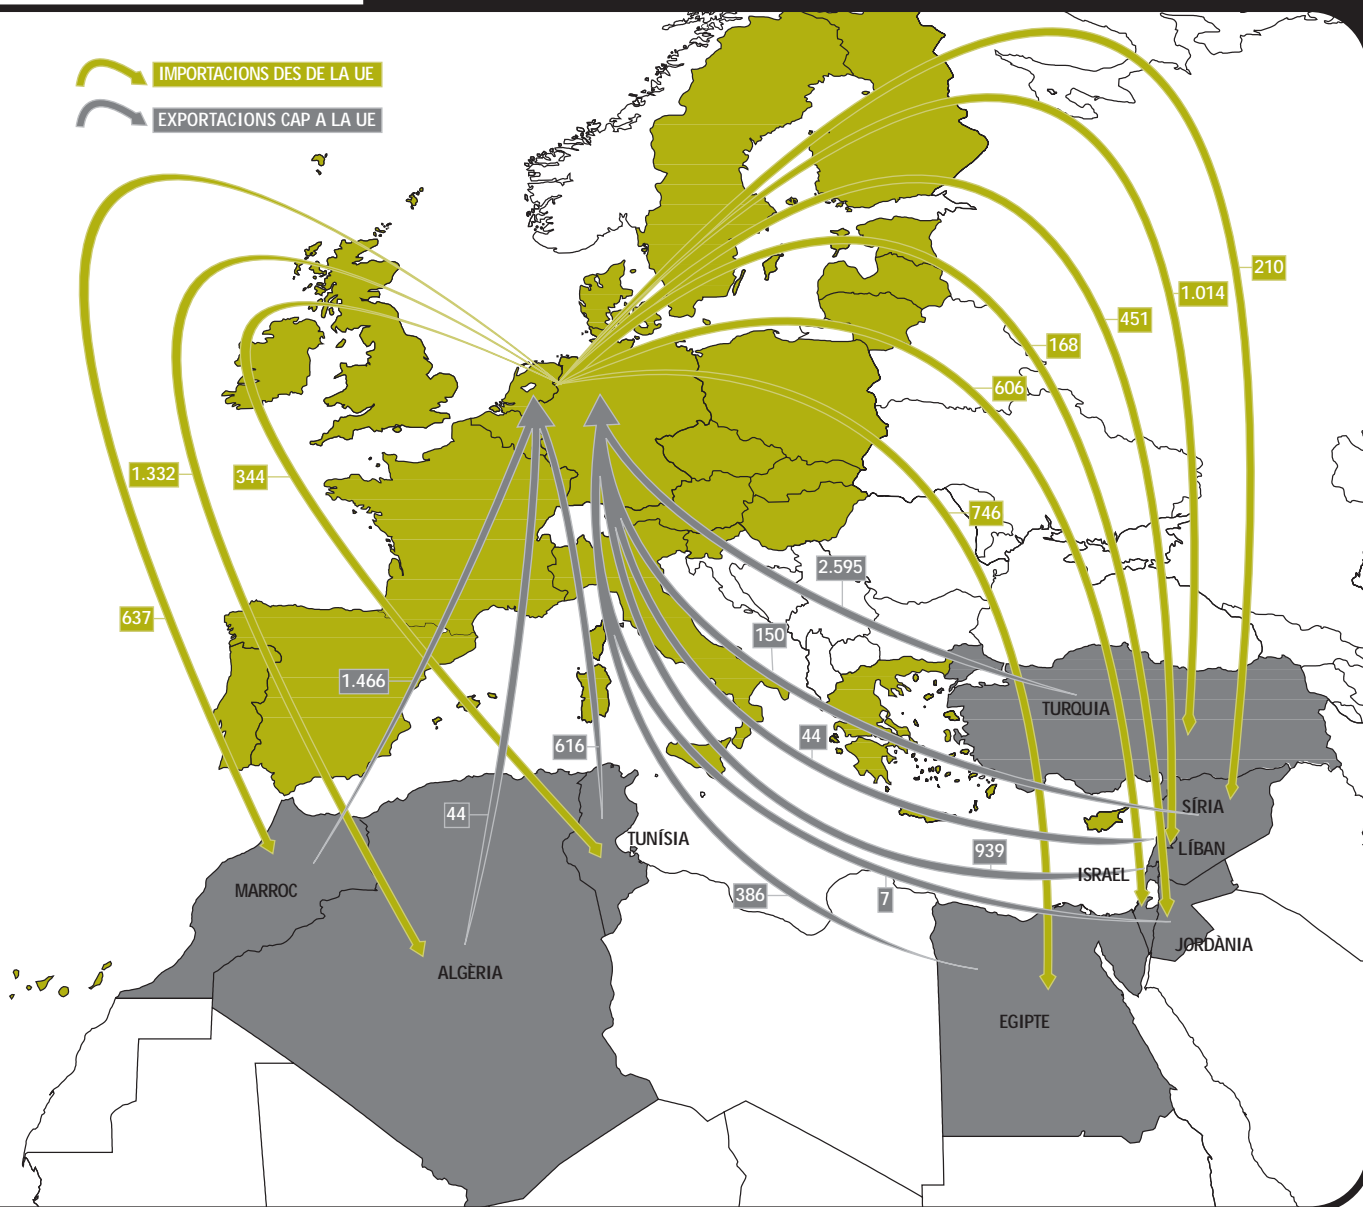 IMPORTACIONS DES DE LA UE
EXPORTACIONS CAP A LA UE
210
1.014
451
168
606
1.332
344
746
2.595
637
150
1.466
TURQUIA
44
616
SÍRIA
44
TUNÍSIA
LÍBAN
939
ISRAEL
MARROC
386
7
JORDÀNIA
ALGÈRIA
EGIPTE